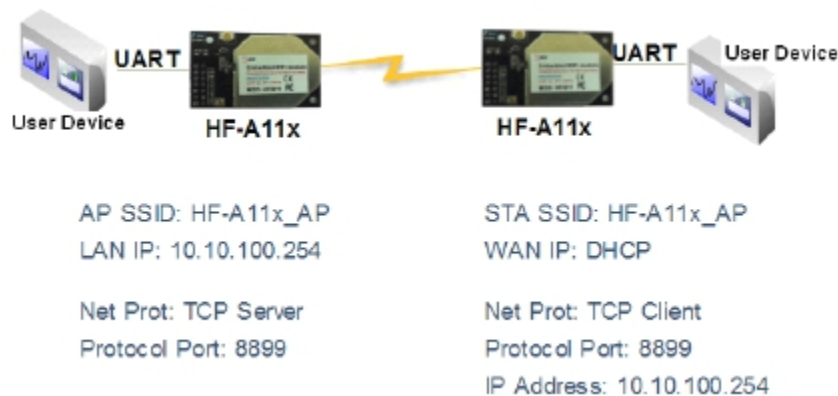 UART
UART
User Device
User Device
HF-A11x
HF-A11x
AP SSID: HF-A11x_AP
LAN IP: 10.10.100.254
Net Prot: TCP Server
Protocol Port: 8899
STA SSID: HF-A11x_AP
WAN IP: DHCP
Net Prot: TCP Client
Protocol Port: 8899
IP Address: 10.10.100.254